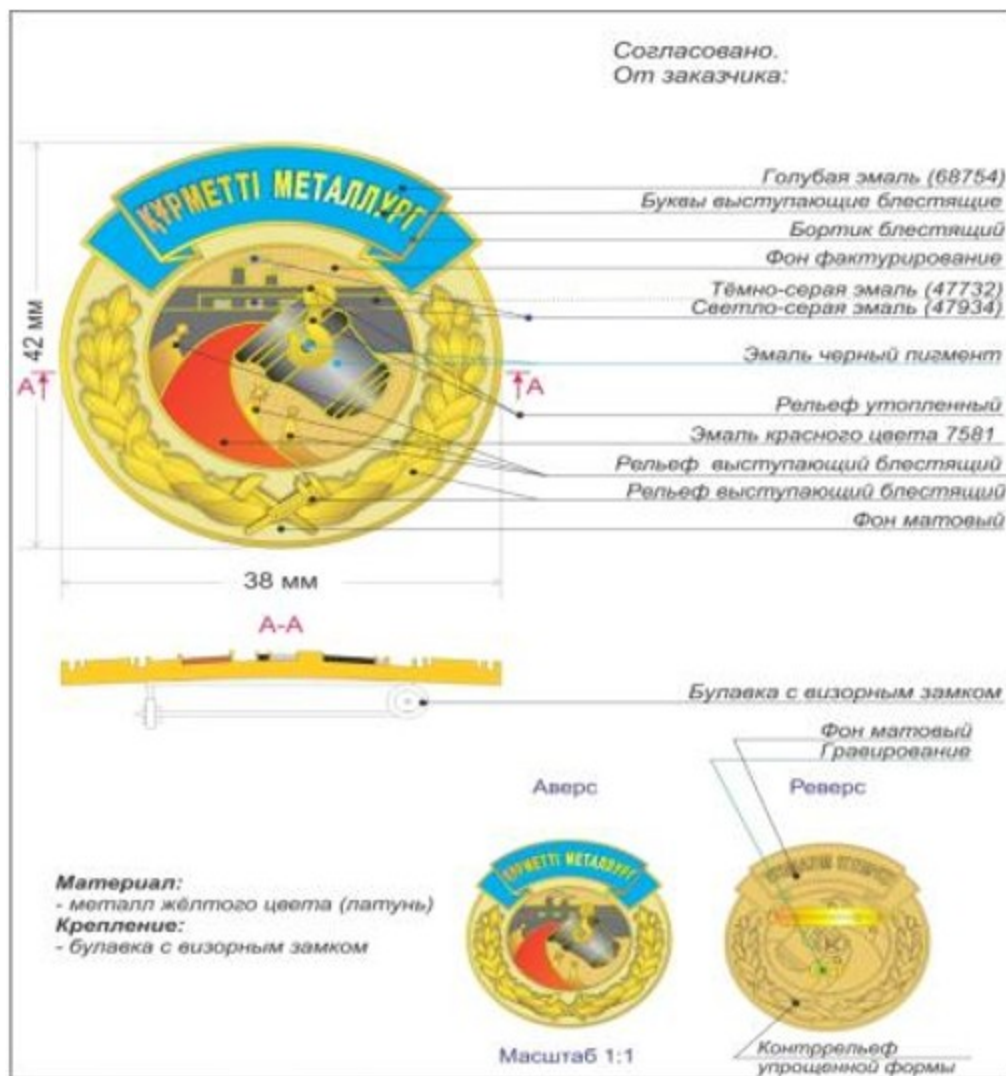 Согласовано.
От заказчика:
ҚҰРМЕТТІ МЕТАЛЛУРГ
Голубая эмаль (68754)
Буквы выступающие блестящие
Бортик блестящий
Фон фактурирование
Тёмно-серая эмаль (47732)
Светло-серая эмаль (47934)
Эмаль черный пигмент
Рельеф утопленный
Эмаль красного цвета 7581
Рельеф выступающий блестящий
Рельеф выступающий блестящий
Фон матовый
42 мм
А
А
38 мм
А-А
Булавка с визорным замком
Фон матовый
Гравирование
Аверс
Реверс
ҚҰРМЕТТІ МЕТАЛЛУРГ
Материал:
- металл жёлтого цвета (латунь)
Крепление:
- булавка с визорным замком
Масштаб 1:1
Контррельеф
упрощенной формы